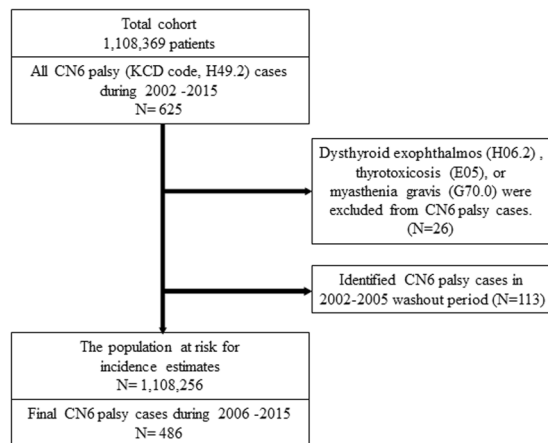 Total cohort
1,108,369 patients
All CN6 palsy (KCD code, H49.2) cases
during 2002 -2015
N= 625
Dysthyroid exophthalmos (H06.2) ,
thyrotoxicosis (E05), or
myasthenia gravis (G70.0) were
excluded from CN6 palsy cases.
(N=26)
Identified CN6 palsy cases in
2002-2005 washout period (N=113)
The population at risk for
incidence estimates
N= 1,108,256
Final CN6 palsy cases during 2006 -2015
N= 486